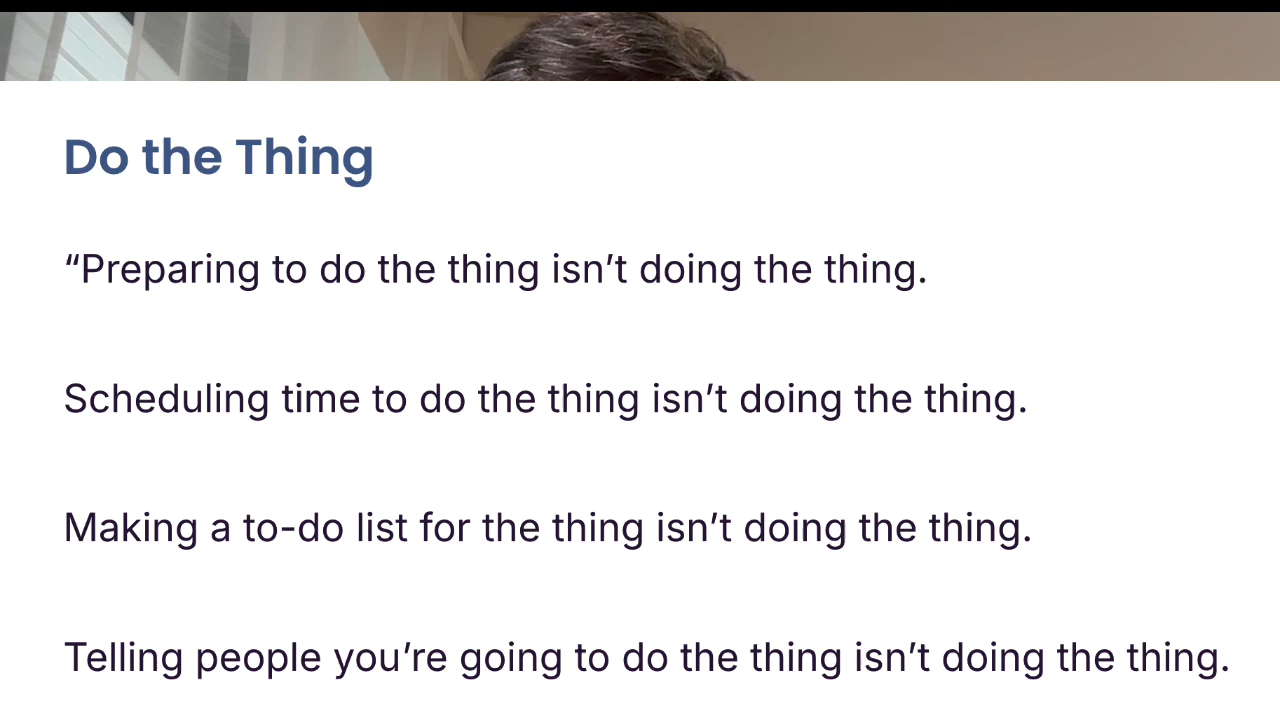 Do the Thing
“Preparing to do the thing isn’t doing the thing.
Scheduling time to do the thing isn’t doing the thing.
Making a to-do list for the thing isn’t doing the thing.
Telling people you’re going to do the thing isn’t doing the thing.